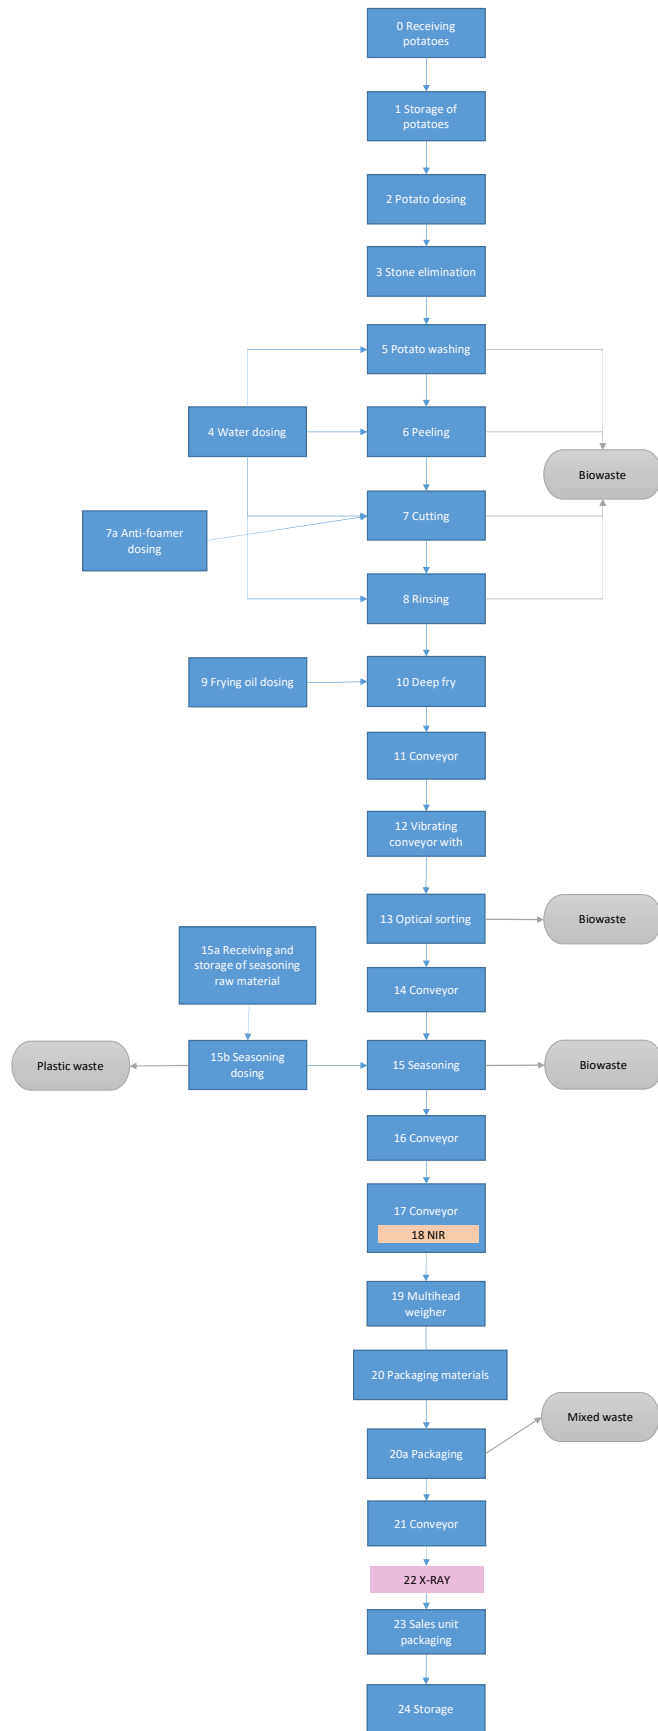 0 Receiving
potatoes
1 Storage of
potatoes
2 Potato dosing
3 Stone elimination
5 Potato washing
4 Water dosing
6 Peeling
Biowaste
7 Cutting
7a Anti-foamer
dosing
8 Rinsing
9 Frying oil dosing
10 Deep fry
11 Conveyor
12 Vibrating
conveyor with
13 Optical sorting
Biowaste
15a Receiving and
storage of seasoning
raw material
14 Conveyor
Plastic waste
15b Seasoning
dosing
15 Seasoning
Biowaste
16 Conveyor
17 Conveyor
18 NIR
19 Multihead
weigher
20 Packaging materials
Mixed waste
20a Packaging
21 Conveyor
22 X-RAY
23 Sales unit
packaging
24 Storage